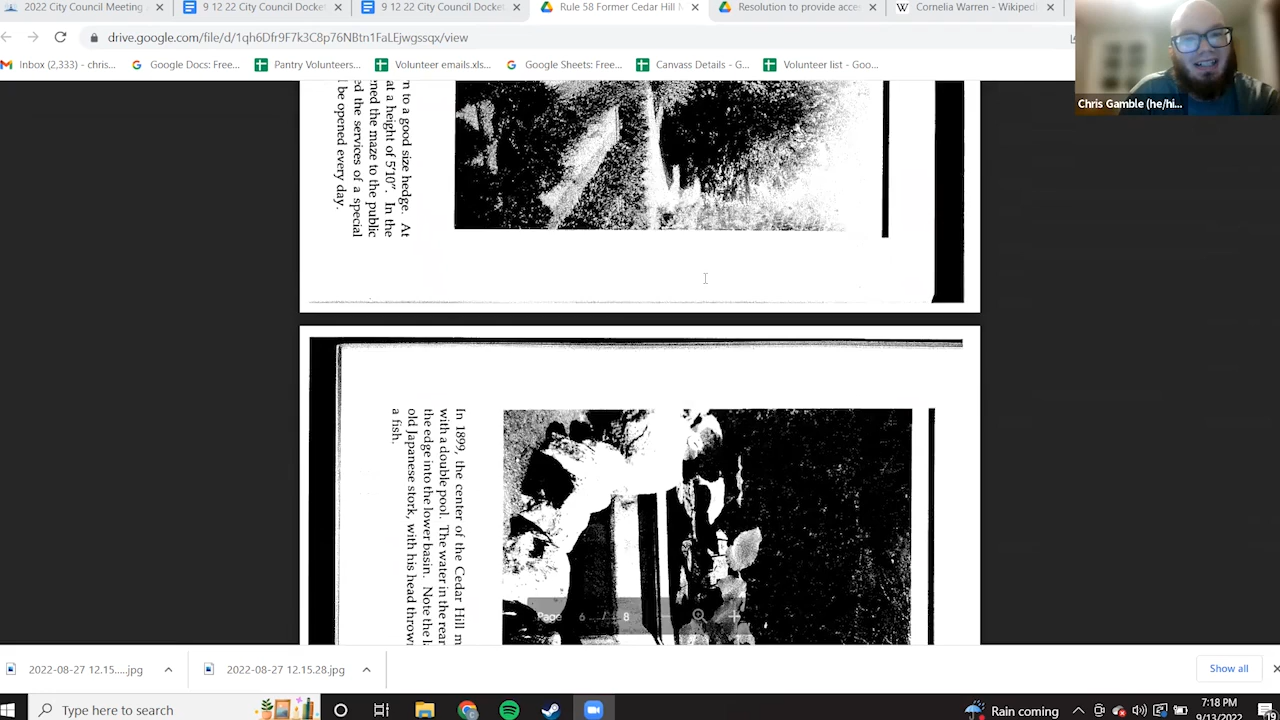 2022 City Council Meeting
9 12 22 City Council Docket
9 12 22 City Council Docket
Rule 58 Former Cedar Hill
Resolution to provide acce
Cornelia Warren - Wikipedi
drive.google.com/file/d/1qh6Dfr9F7k3C8p76NBtn1FaLEjwgssqx/view
Inbox (2,333) - chris...
Google Docs: Free...
Pantry Volunteers...
Volunteer emails.xls...
Google Sheets: Free...
Canvass Details - G...
Volunteer list - Goo...
Chris Gamble (he/hi...
m to a good size hedge. At
at a height of 5'10". In the
ned the maze to the public
ed the services of a special
l be opened every day.
In 1899, the center of the Cedar Hill m
with a double pool. The water in the rear
the edge into the lower basin. Note the l
old Japanese stork, with his head throw
a fish.
Page 6 / 8
2022-08-27 12.15.....jpg
2022-08-27 12.15.28.jpg
Show all
Type here to search
Rain coming
7:18 PM
9/13/2022